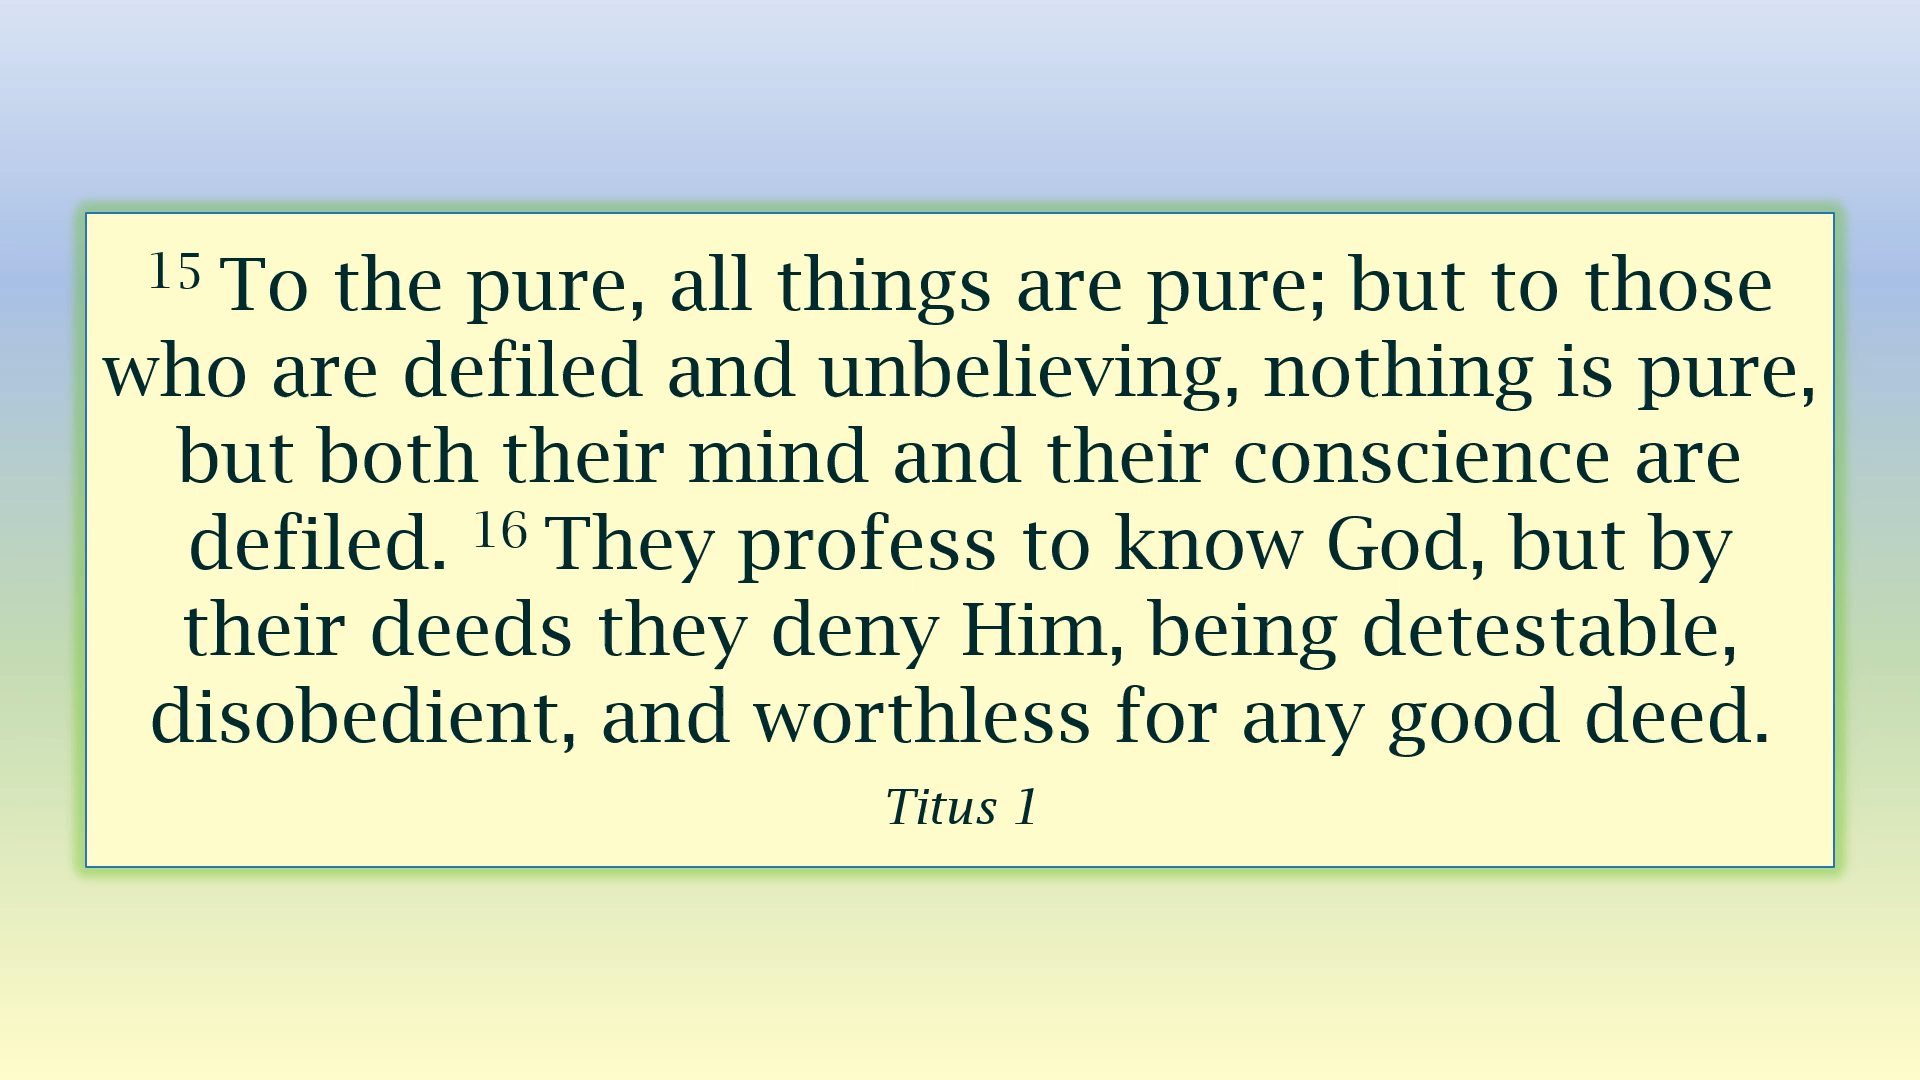 15 To the pure, all things are pure; but to those
who are defiled and unbelieving, nothing is pure,
but both their mind and their conscience are
defiled. 16 They profess to know God, but by
their deeds they deny Him, being detestable,
disobedient, and worthless for any good deed.
Titus 1